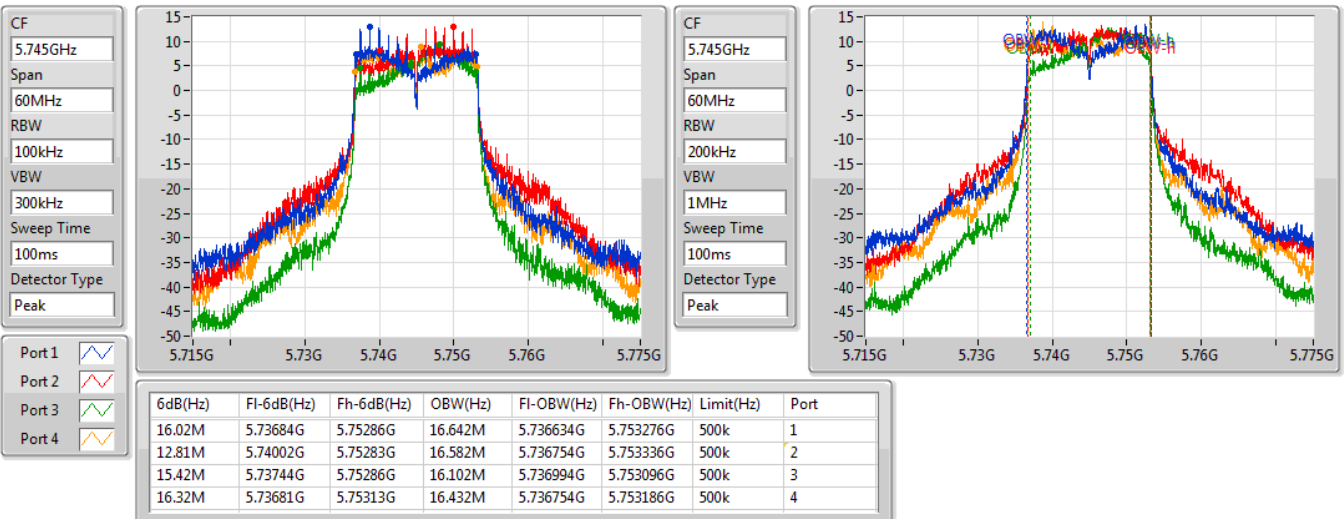 CF
5.745GHz
Span
60MHz
RBW
100kHz
VBW
300kHz
Sweep Time
100ms
Detector Type
Peak
15
10
5
0
-5
-10
-15
-20
-25
-30
-35
-40
-45
-50
5.715G 5.73G 5.74G 5.75G 5.76G 5.775G
CF
5.745GHz
Span
60MHz
RBW
200kHz
VBW
1MHz
Sweep Time
100ms
Detector Type
Peak
15
10
5
0
-5
-10
-15
-20
-25
-30
-35
-40
-45
-50
5.715G 5.73G 5.74G 5.75G 5.76G 5.775G
Port 1
Port 2
Port 3
Port 4
6dB(Hz) Fl-6dB(Hz) Fh-6dB(Hz) OBW(Hz) Fl-OBW(Hz) Fh-OBW(Hz) Limit(Hz) Port
16.02M 5.73684G 5.75286G 16.642M 5.736634G 5.753276G 500k 1
12.81M 5.74002G 5.75283G 16.582M 5.736754G 5.753336G 500k 2
15.42M 5.73744G 5.75286G 16.102M 5.736994G 5.753096G 500k 3
16.32M 5.73681G 5.75313G 16.432M 5.736754G 5.753186G 500k 4